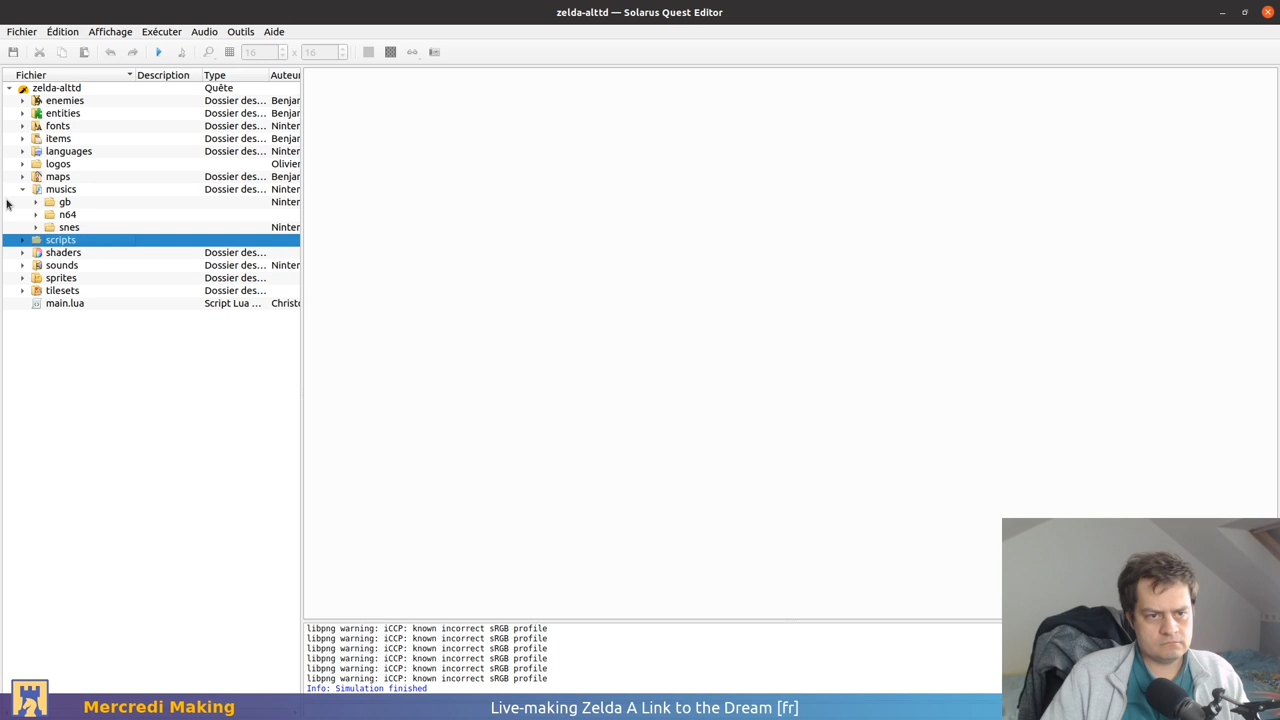 zelda-alttd — Solarus Quest Editor
Fichier Édition Affichage Exécuter Audio Outils Aide
16 x 16
Fichier Description Type Auteu
zelda-alttd Quête
enemies Dossier des… Benjar
entities Dossier des… Benjar
fonts Dossier des… Ninter
items Dossier des… Benjar
languages Dossier des… Ninter
logos Olivier
maps Dossier des… Benjar
musics Dossier des… Ninter
gb Ninter
n64
snes Ninter
scripts
shaders Dossier des…
sounds Dossier des… Ninter
sprites Dossier des…
tilesets Dossier des…
main.lua Script Lua … Christo
libpng warning: iCCP: known incorrect sRGB profile
libpng warning: iCCP: known incorrect sRGB profile
libpng warning: iCCP: known incorrect sRGB profile
libpng warning: iCCP: known incorrect sRGB profile
libpng warning: iCCP: known incorrect sRGB profile
libpng warning: iCCP: known incorrect sRGB profile
Info: Simulation finished
Mercredi Making
Live-making Zelda A Link to the Dream [fr]